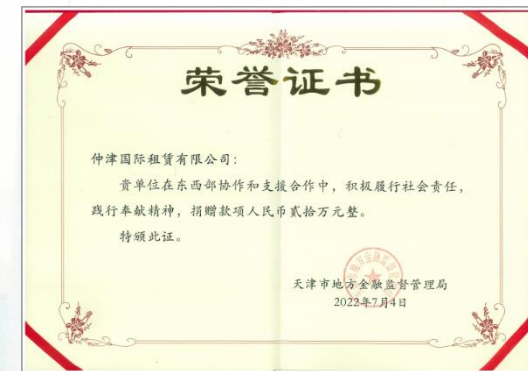 荣誉证书
仲津国际租赁有限公司：
贵单位在东西部协作和支援合作中，积极履行社会责任，
践行奉献精神，捐赠款项人民币贰拾万元整。
特颁此证。
天津市地方金融监督管理局
2022年7月4日